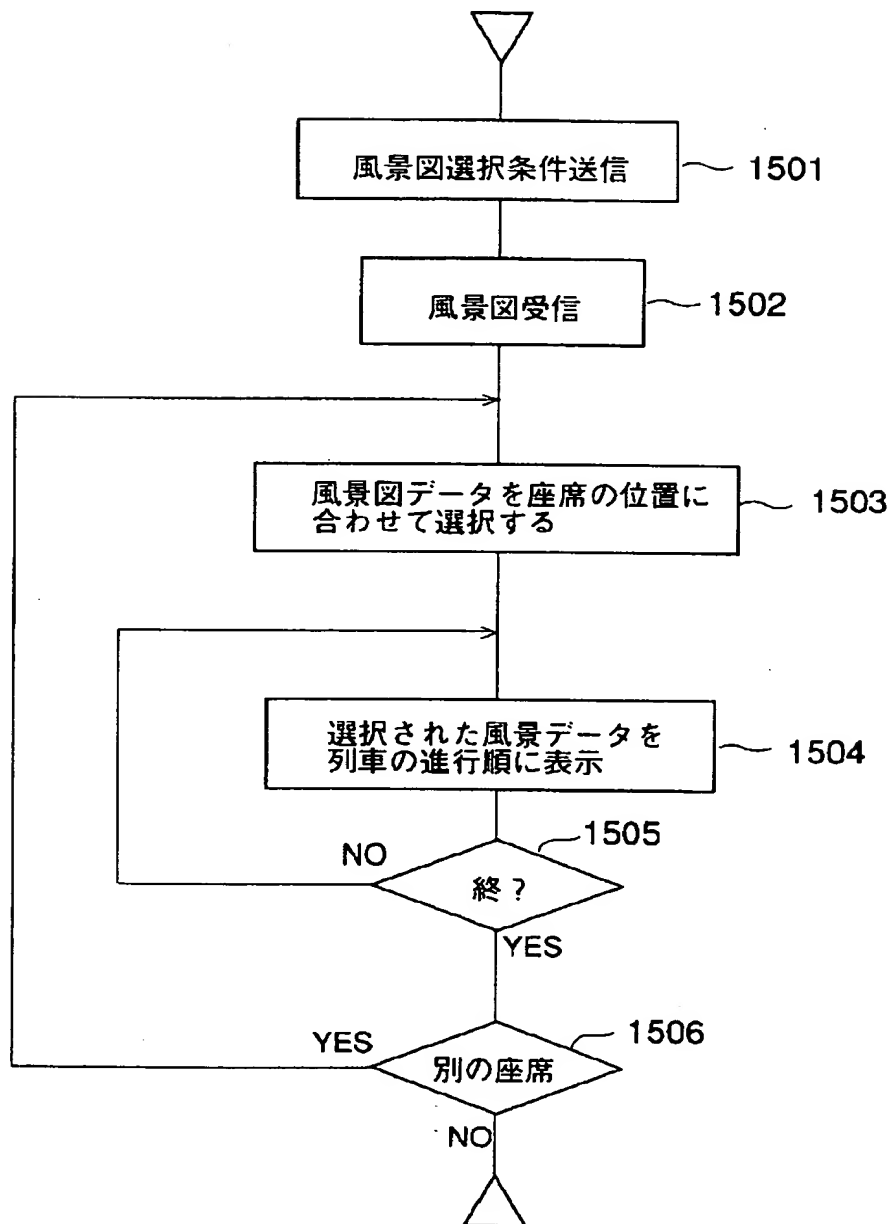 風景図選択条件送信
1501
風景図受信
1502
風景図データを座席の位置に
合わせて選択する
1503
選択された風景データを
列車の進行順に表示
1504
1505
NO
終?
YES
1506
YES
別の座席
NO